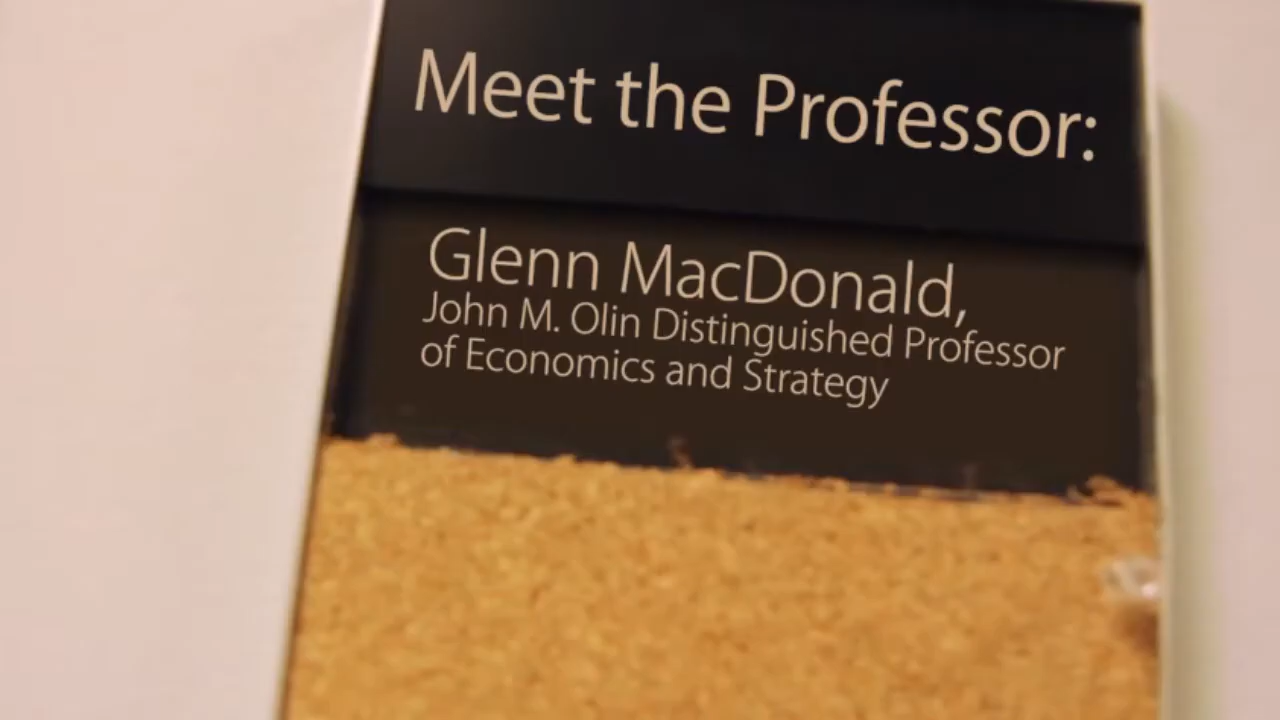 Meet the Professor:
Glenn MacDonald,
John M. Olin Distinguished Professor
of Economics and Strategy